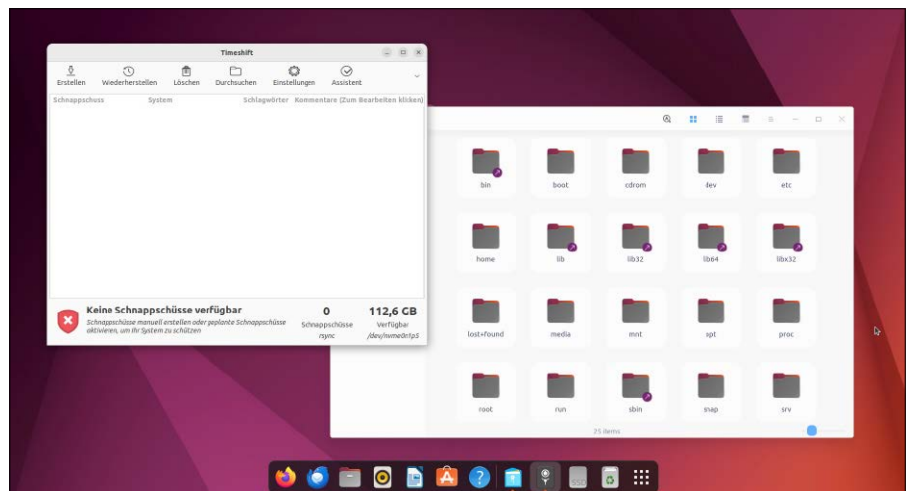 Timeshift
Erstellen Wiederherstellen Löschen Durchsuchen Einstellungen Assistent
Schnappschuss System Schlagwörter Kommentare (Zum Bearbeiten klicken)
Keine Schnappschüsse verfügbar
Schnappschüsse manuell erstellen oder geplante Schnappschüsse
aktivieren, um Ihr System zu schützen
0
Schnappschüsse
rsync
112,6 GB
Verfügbar
/dev/nvme0n1p5
bin boot cdrom dev etc
home lib lib32 lib64 libx32
lost+found media mnt opt proc
root run sbin snap srv
25 items